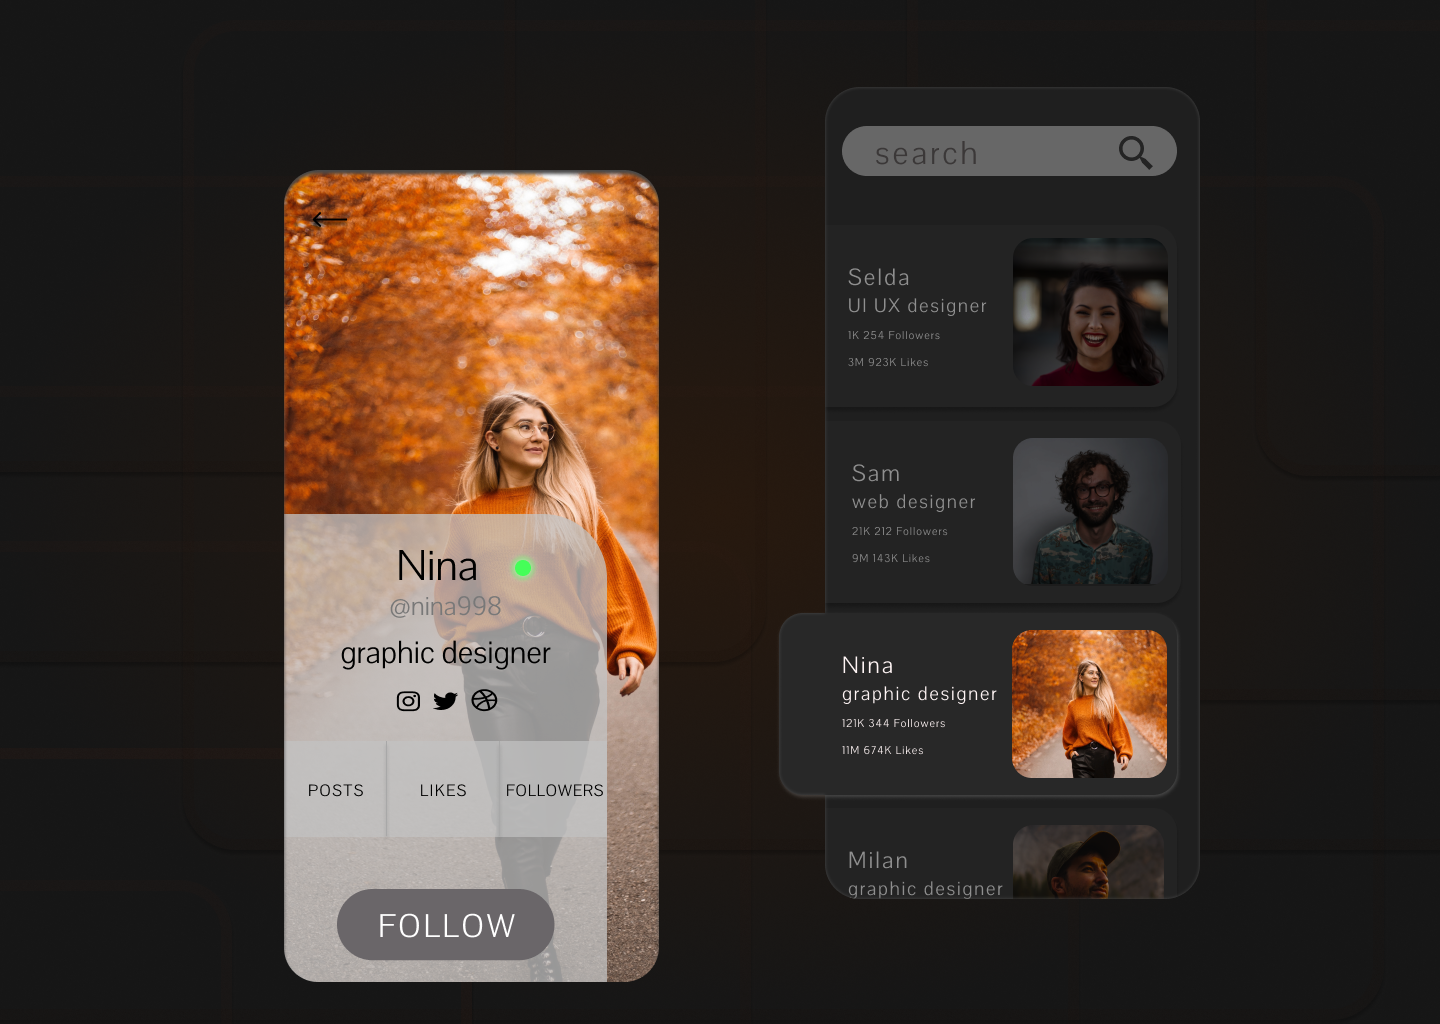 Nina
@nina998
graphic designer
POSTS
LIKES
FOLLOWERS
FOLLOW
search
Selda
UI UX designer
1K 254 Followers
3M 923K Likes
Sam
web designer
21K 212 Followers
9M 143K Likes
Nina
graphic designer
121K 344 Followers
11M 674K Likes
Milan
graphic designer